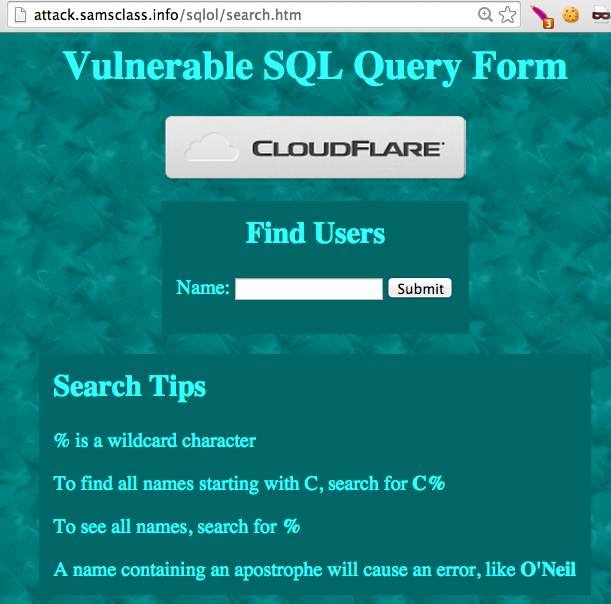 attack.samsclass.info/sqlol/search.htm
3
Vulnerable SQL Query Form
CLOUDFLARE
Find Users
Name: Submit
Search Tips
% is a wildcard character
To find all names starting with C, search for C%
To see all names, search for %
A name containing an apostrophe will cause an error, like O'Neil